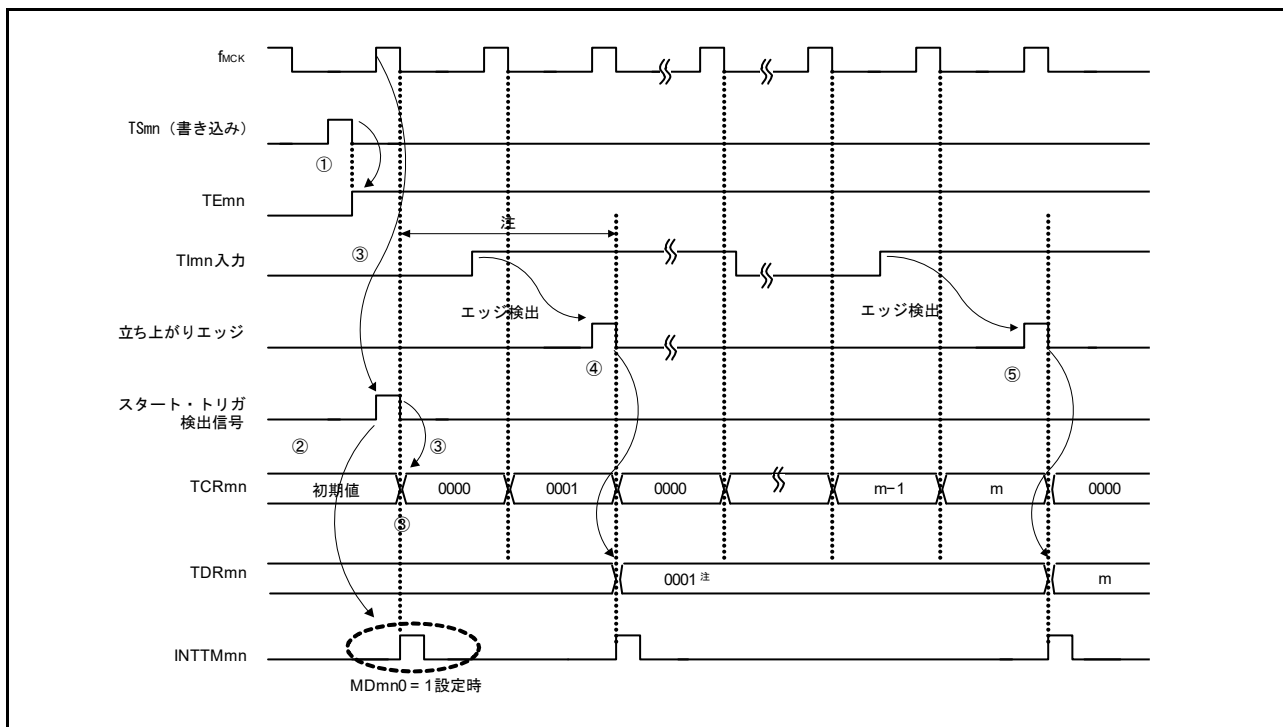 fMCK
TSmn（書き込み）
①
TEmn
注
③
TImn入力
エッジ検出
エッジ検出
立ち上がりエッジ
④
⑤
スタート・トリガ
検出信号
②
③
TCRmn
初期値
0000
0001
0000
m−1
m
0000
③
TDRmn
0001 注
m
INTTMmn
MDmn0 = 1設定時